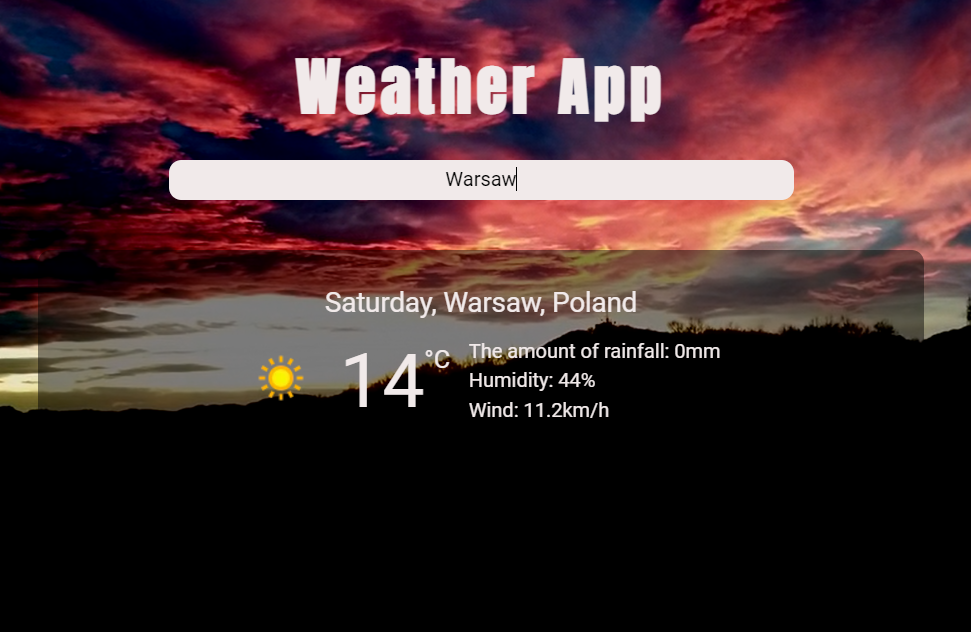 Weather App
Warsaw
Saturday, Warsaw, Poland
14°C
The amount of rainfall: 0mm
Humidity: 44%
Wind: 11.2km/h